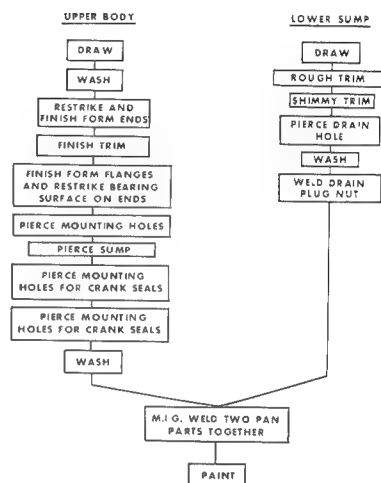 UPPER BODY
DRAW
WASH
RESTRIKE AND
FINISH FORM ENDS
FINISH TRIM
FINISH FORM FLANGES
AND RESTRIKE BEARING
SURFACE ON ENDS
PIERCE MOUNTING HOLES
PIERCE SUMP
PIERCE MOUNTING
HOLES FOR CRANK SEALS
PIERCE MOUNTING
HOLES FOR CRANK SEALS
WASH
LOWER SUMP
DRAW
ROUGH TRIM
SHIMMY TRIM
PIERCE DRAIN
HOLE
WASH
WELD DRAIN
PLUG NUT
M.I.G. WELD TWO PAN
PARTS TOGETHER
PAINT